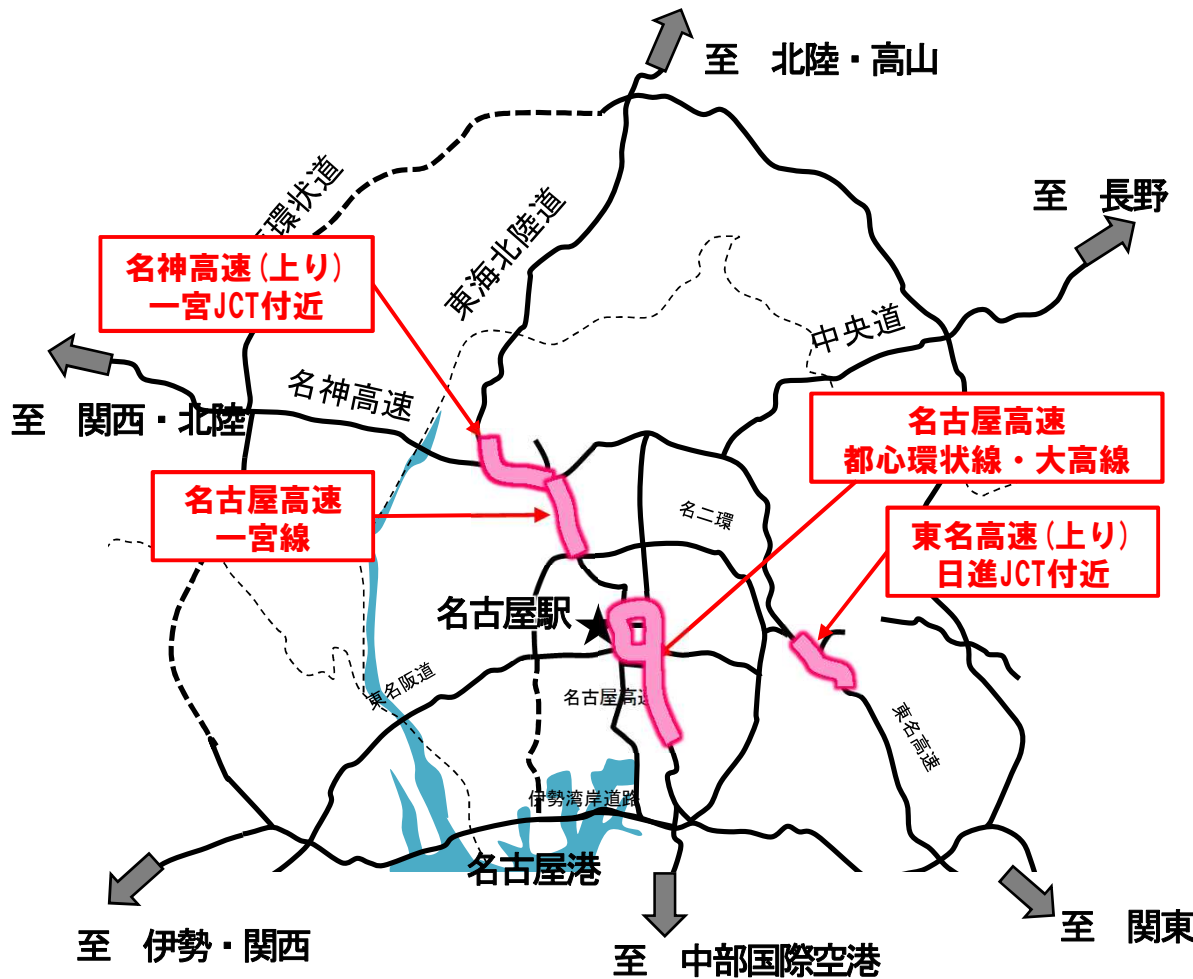 至　北陸・高山
至　長野
環状道
東海北陸道
名神高速(上り)
一宮JCT付近
中央道
名神高速
至　関西・北陸
名古屋高速
都心環状線・大高線
名古屋高速
一宮線
名二環
東名高速(上り)
日進JCT付近
名古屋駅
東名阪道
名古屋高速
東名高速
伊勢湾岸道路
名古屋港
至　伊勢・関西
至　中部国際空港
至　関東